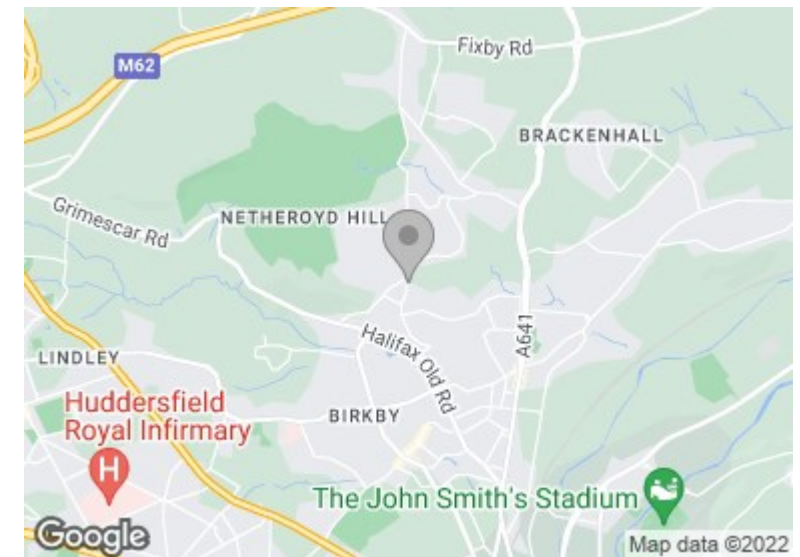 Fixby Rd
M62
BRACKENHALL
Grimescar Rd
NETHEROYD HILL
A641
Halifax Old Rd
LINDLEY
Huddersfield
Royal Infirmary
BIRKBY
H
The John Smith's Stadium
Google
Map data ©2022